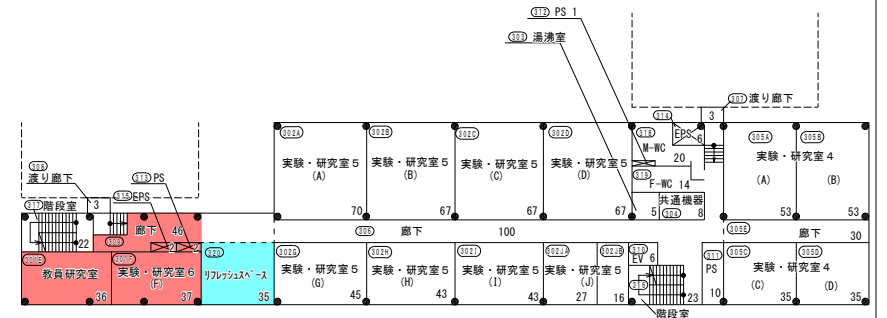 312 PS 1
303 湯沸室
307 渡り廊下
3
302A
302B
302C
302D
318
314
EPS
6
M-WC
305A
305B
実験・研究室５
(A)
実験・研究室５
(B)
実験・研究室５
(C)
実験・研究室５
(D)
20
実験・研究室４
(A)
(B)
319
F-WC 14
共通機器
308
渡り廊下
313 PS
315 EPS
3
317 階段室
70
67
67
67
5
304
8
53
53
廊下
46
22
309
2
2
320
306
廊下
100
305E
廊下
30
301E
教員研究室
36
301F
実験・研究室６
(F)
37
リフレッシュスペース
35
302G
実験・研究室５
(G)
45
302H
実験・研究室５
(H)
43
302I
実験・研究室５
(I)
43
302JA
302JB
実験・研究室５
(J)
27
16
310
EV
6
316
23
階段室
311
PS
10
305C
305D
実験・研究室４
(C)
35
(D)
35